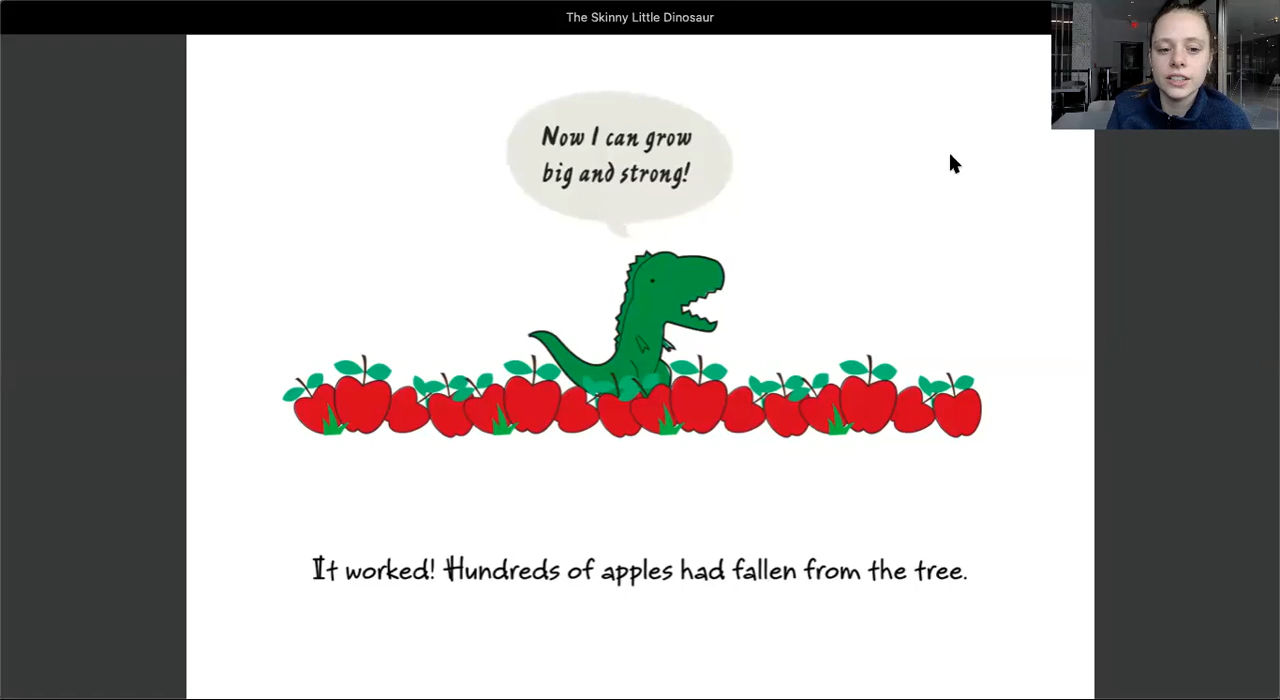 The Skinny Little Dinosaur
Now I can grow
big and strong!
It worked! Hundreds of apples had fallen from the tree.